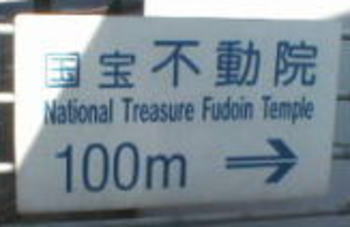 国宝不動院
National Treasure Fudoin Temple
100m →